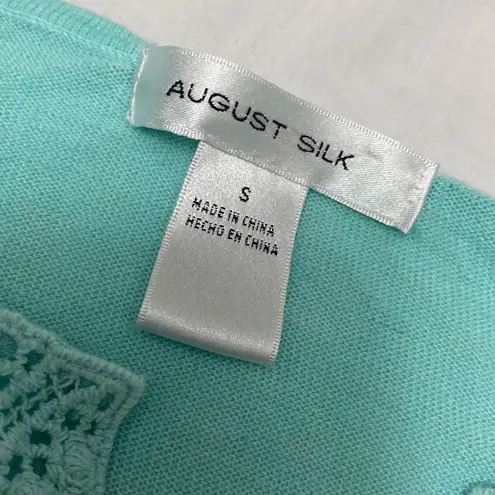 AUGUST SILK
S
MADE IN CHINA
HECHO EN CHINA